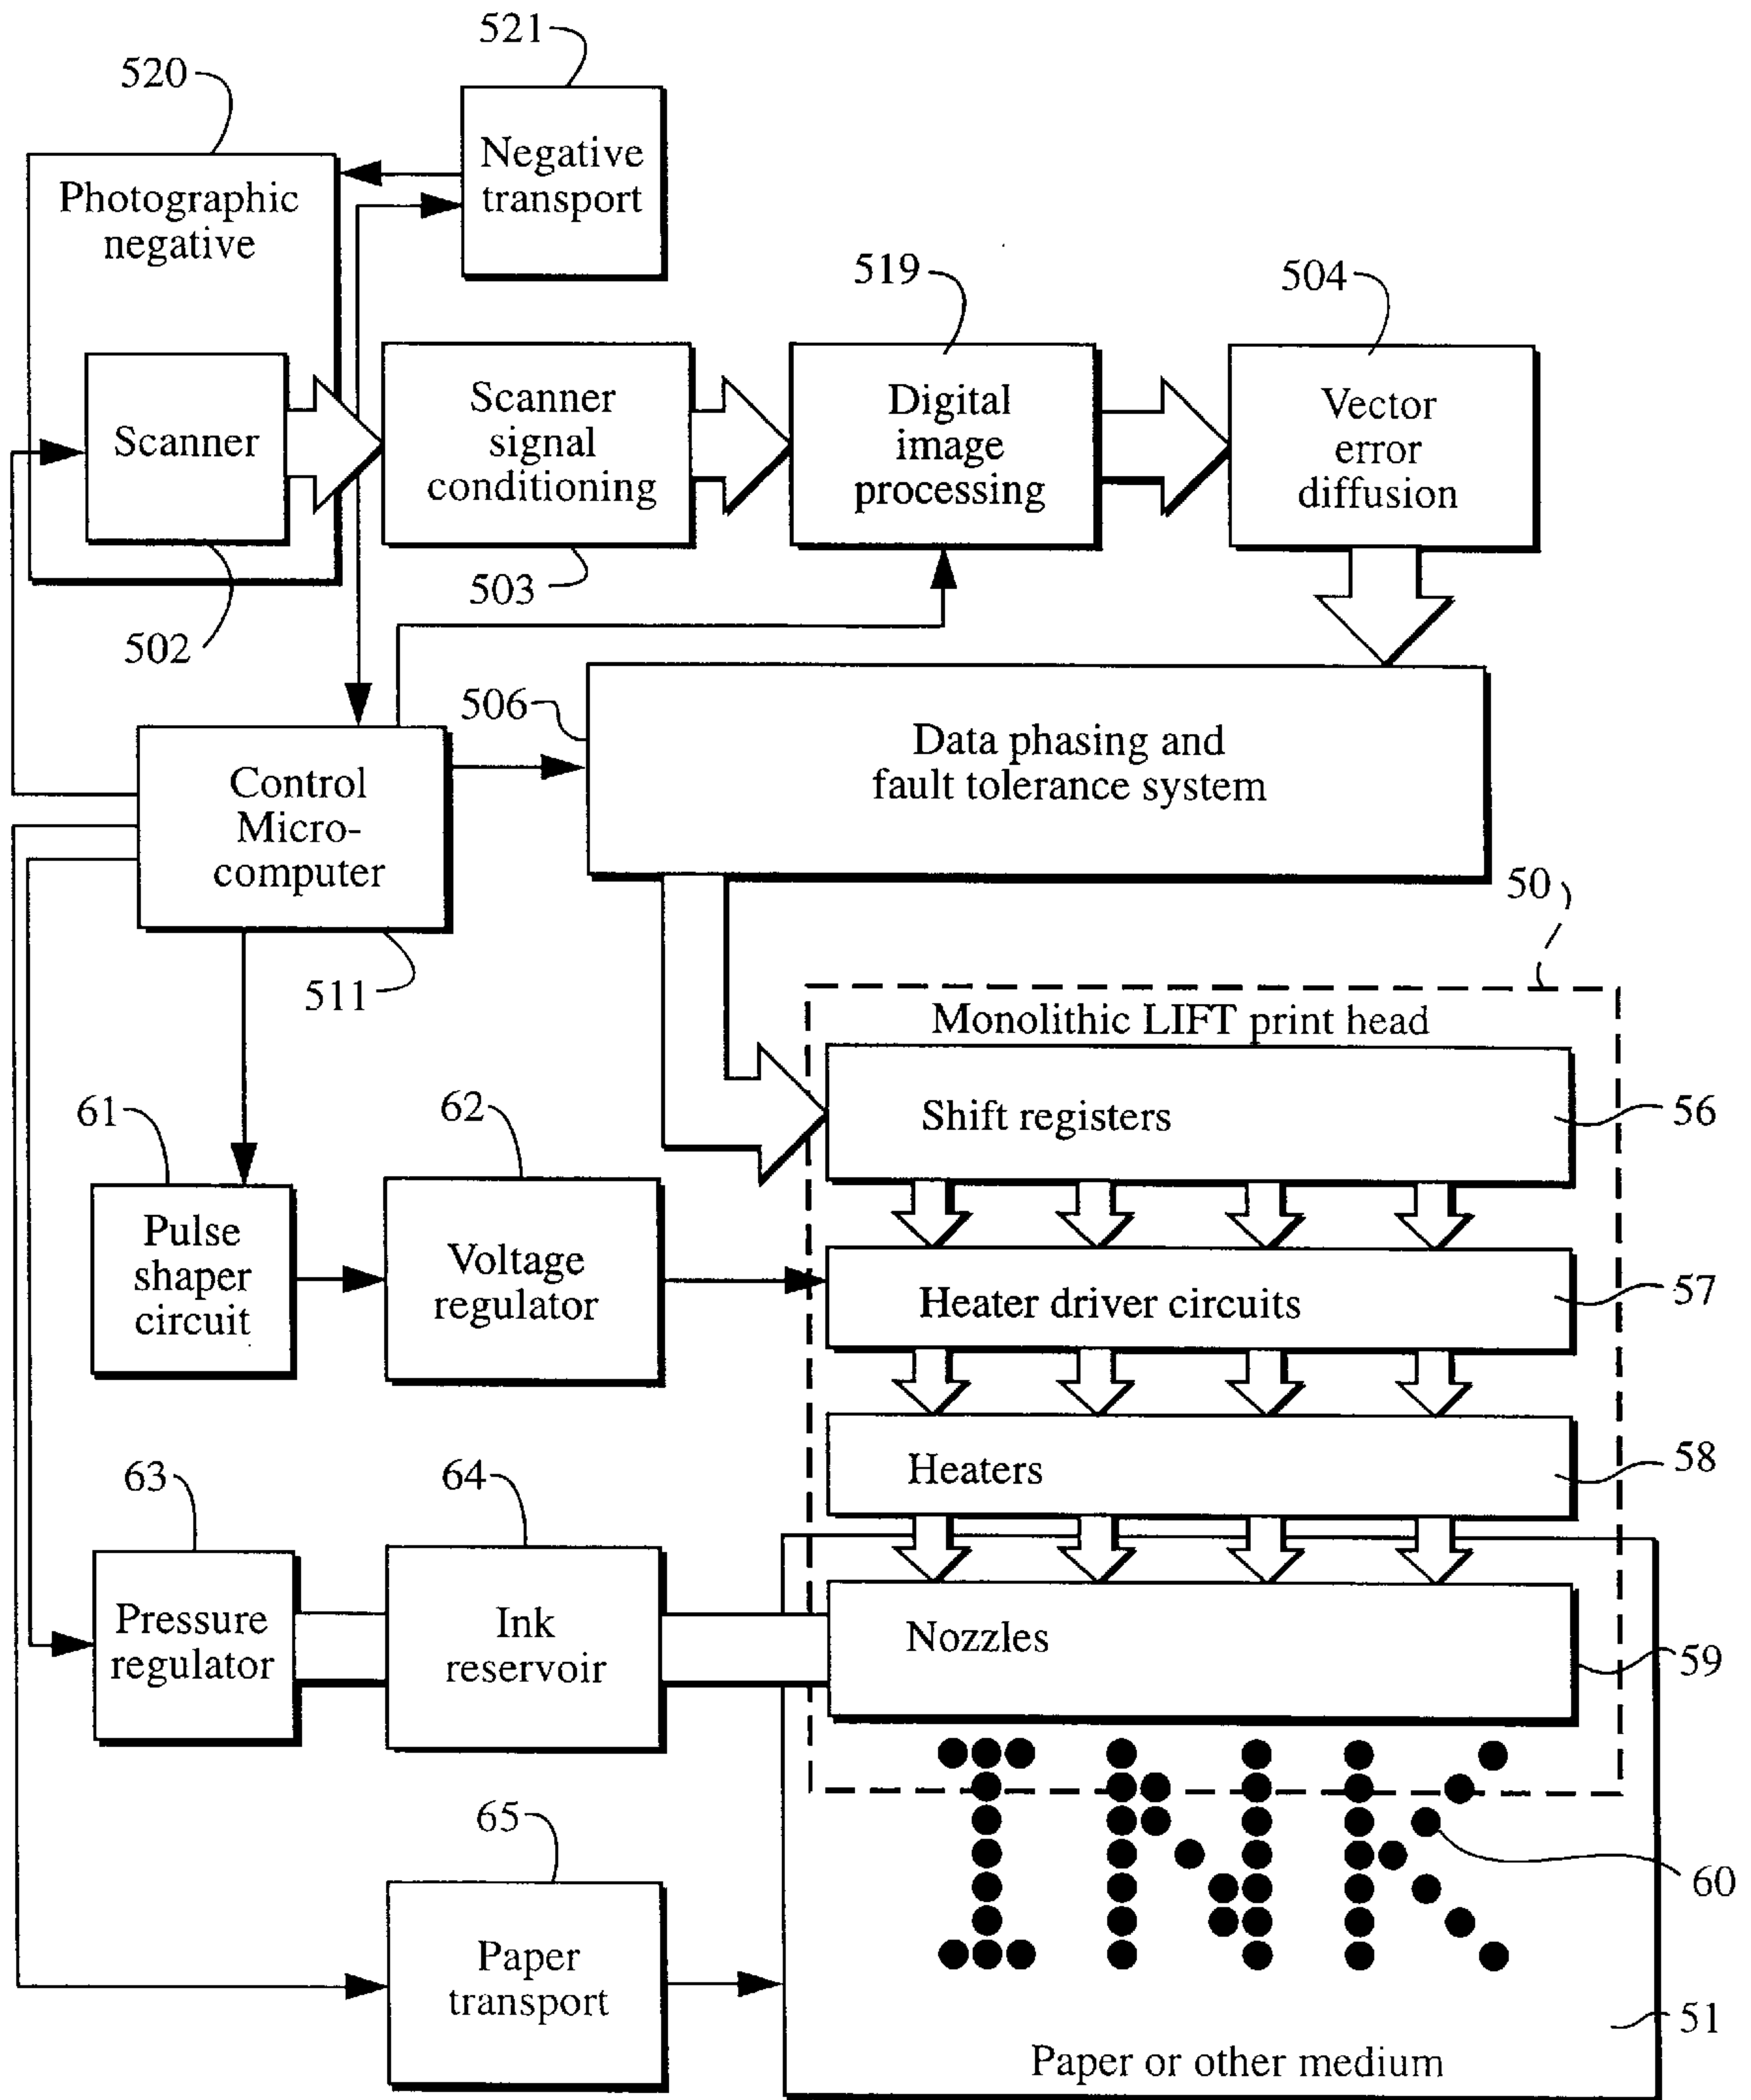 521
520
Negative
transport
Photographic
negative
519
504
Scanner
Scanner
signal
conditioning
Digital
image
processing
Vector
error
diffusion
502
503
506
Data phasing and
fault tolerance system
Control
Micro-
computer
511
50
Monolithic LIFT print head
61
62
Shift registers
56
Pulse
shaper
circuit
Voltage
regulator
Heater driver circuits
57
63
64
Heaters
58
Pressure
regulator
Ink
reservoir
Nozzles
59
INK
65
60
Paper
transport
51
Paper or other medium